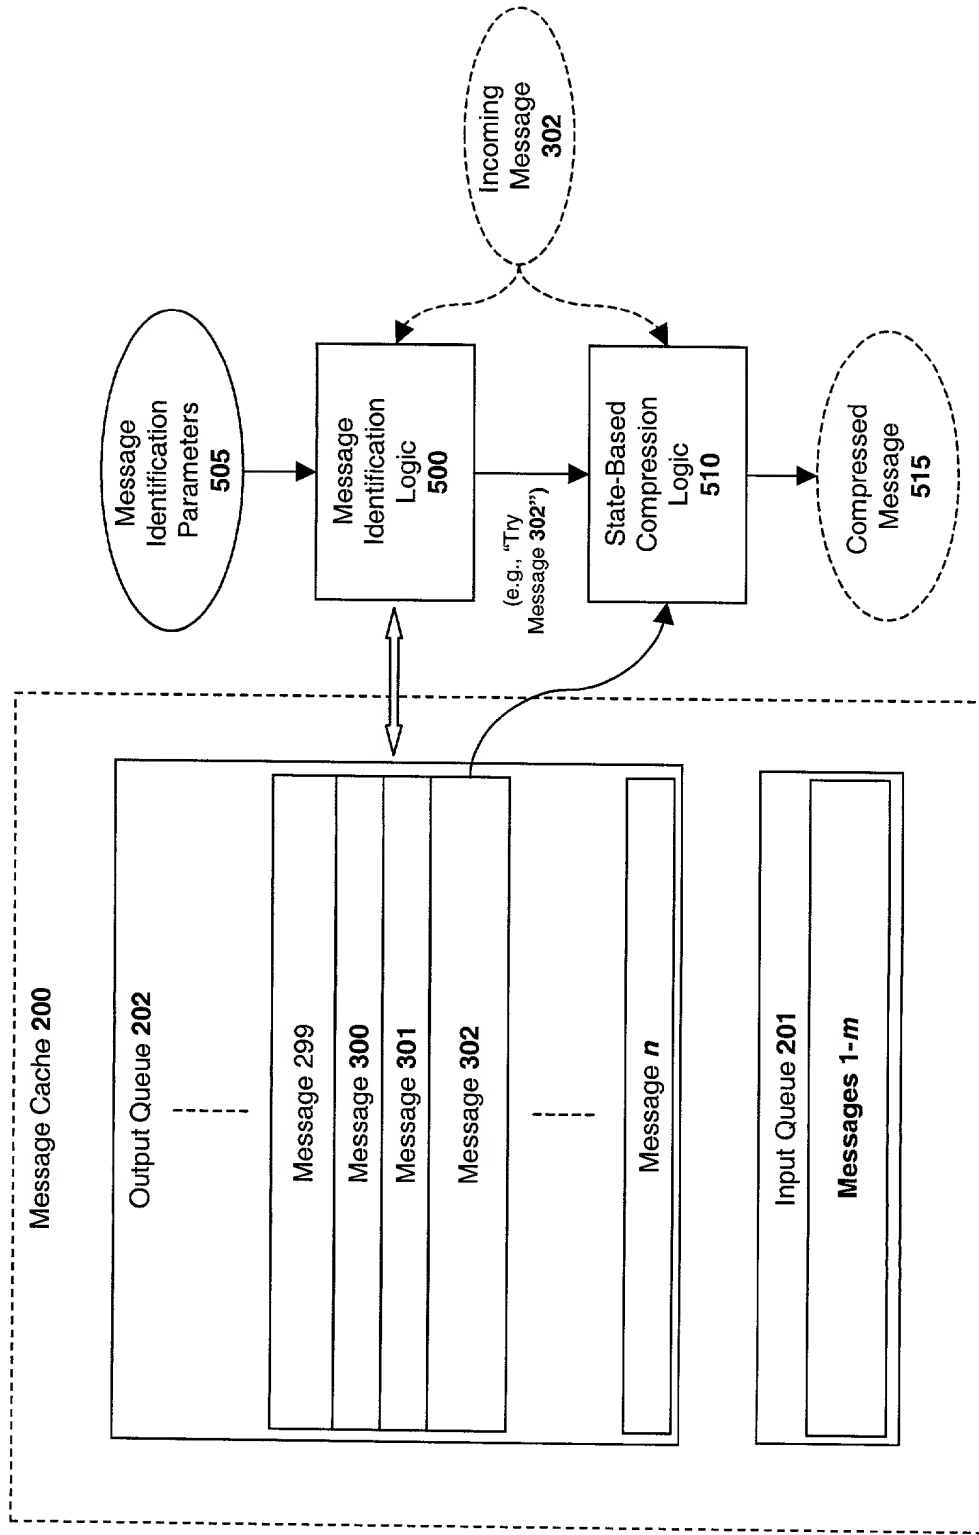 Message Cache 200
Output Queue 202
Message 299
Message 300
Message 301
Message 302
Message n
Input Queue 201
Messages 1-m
Message
Identification
Parameters
505
Message
Identification
Logic
500
(e.g., “Try
Message 302”)
State-Based
Compression
Logic
510
Compressed
Message
515
Incoming
Message
302